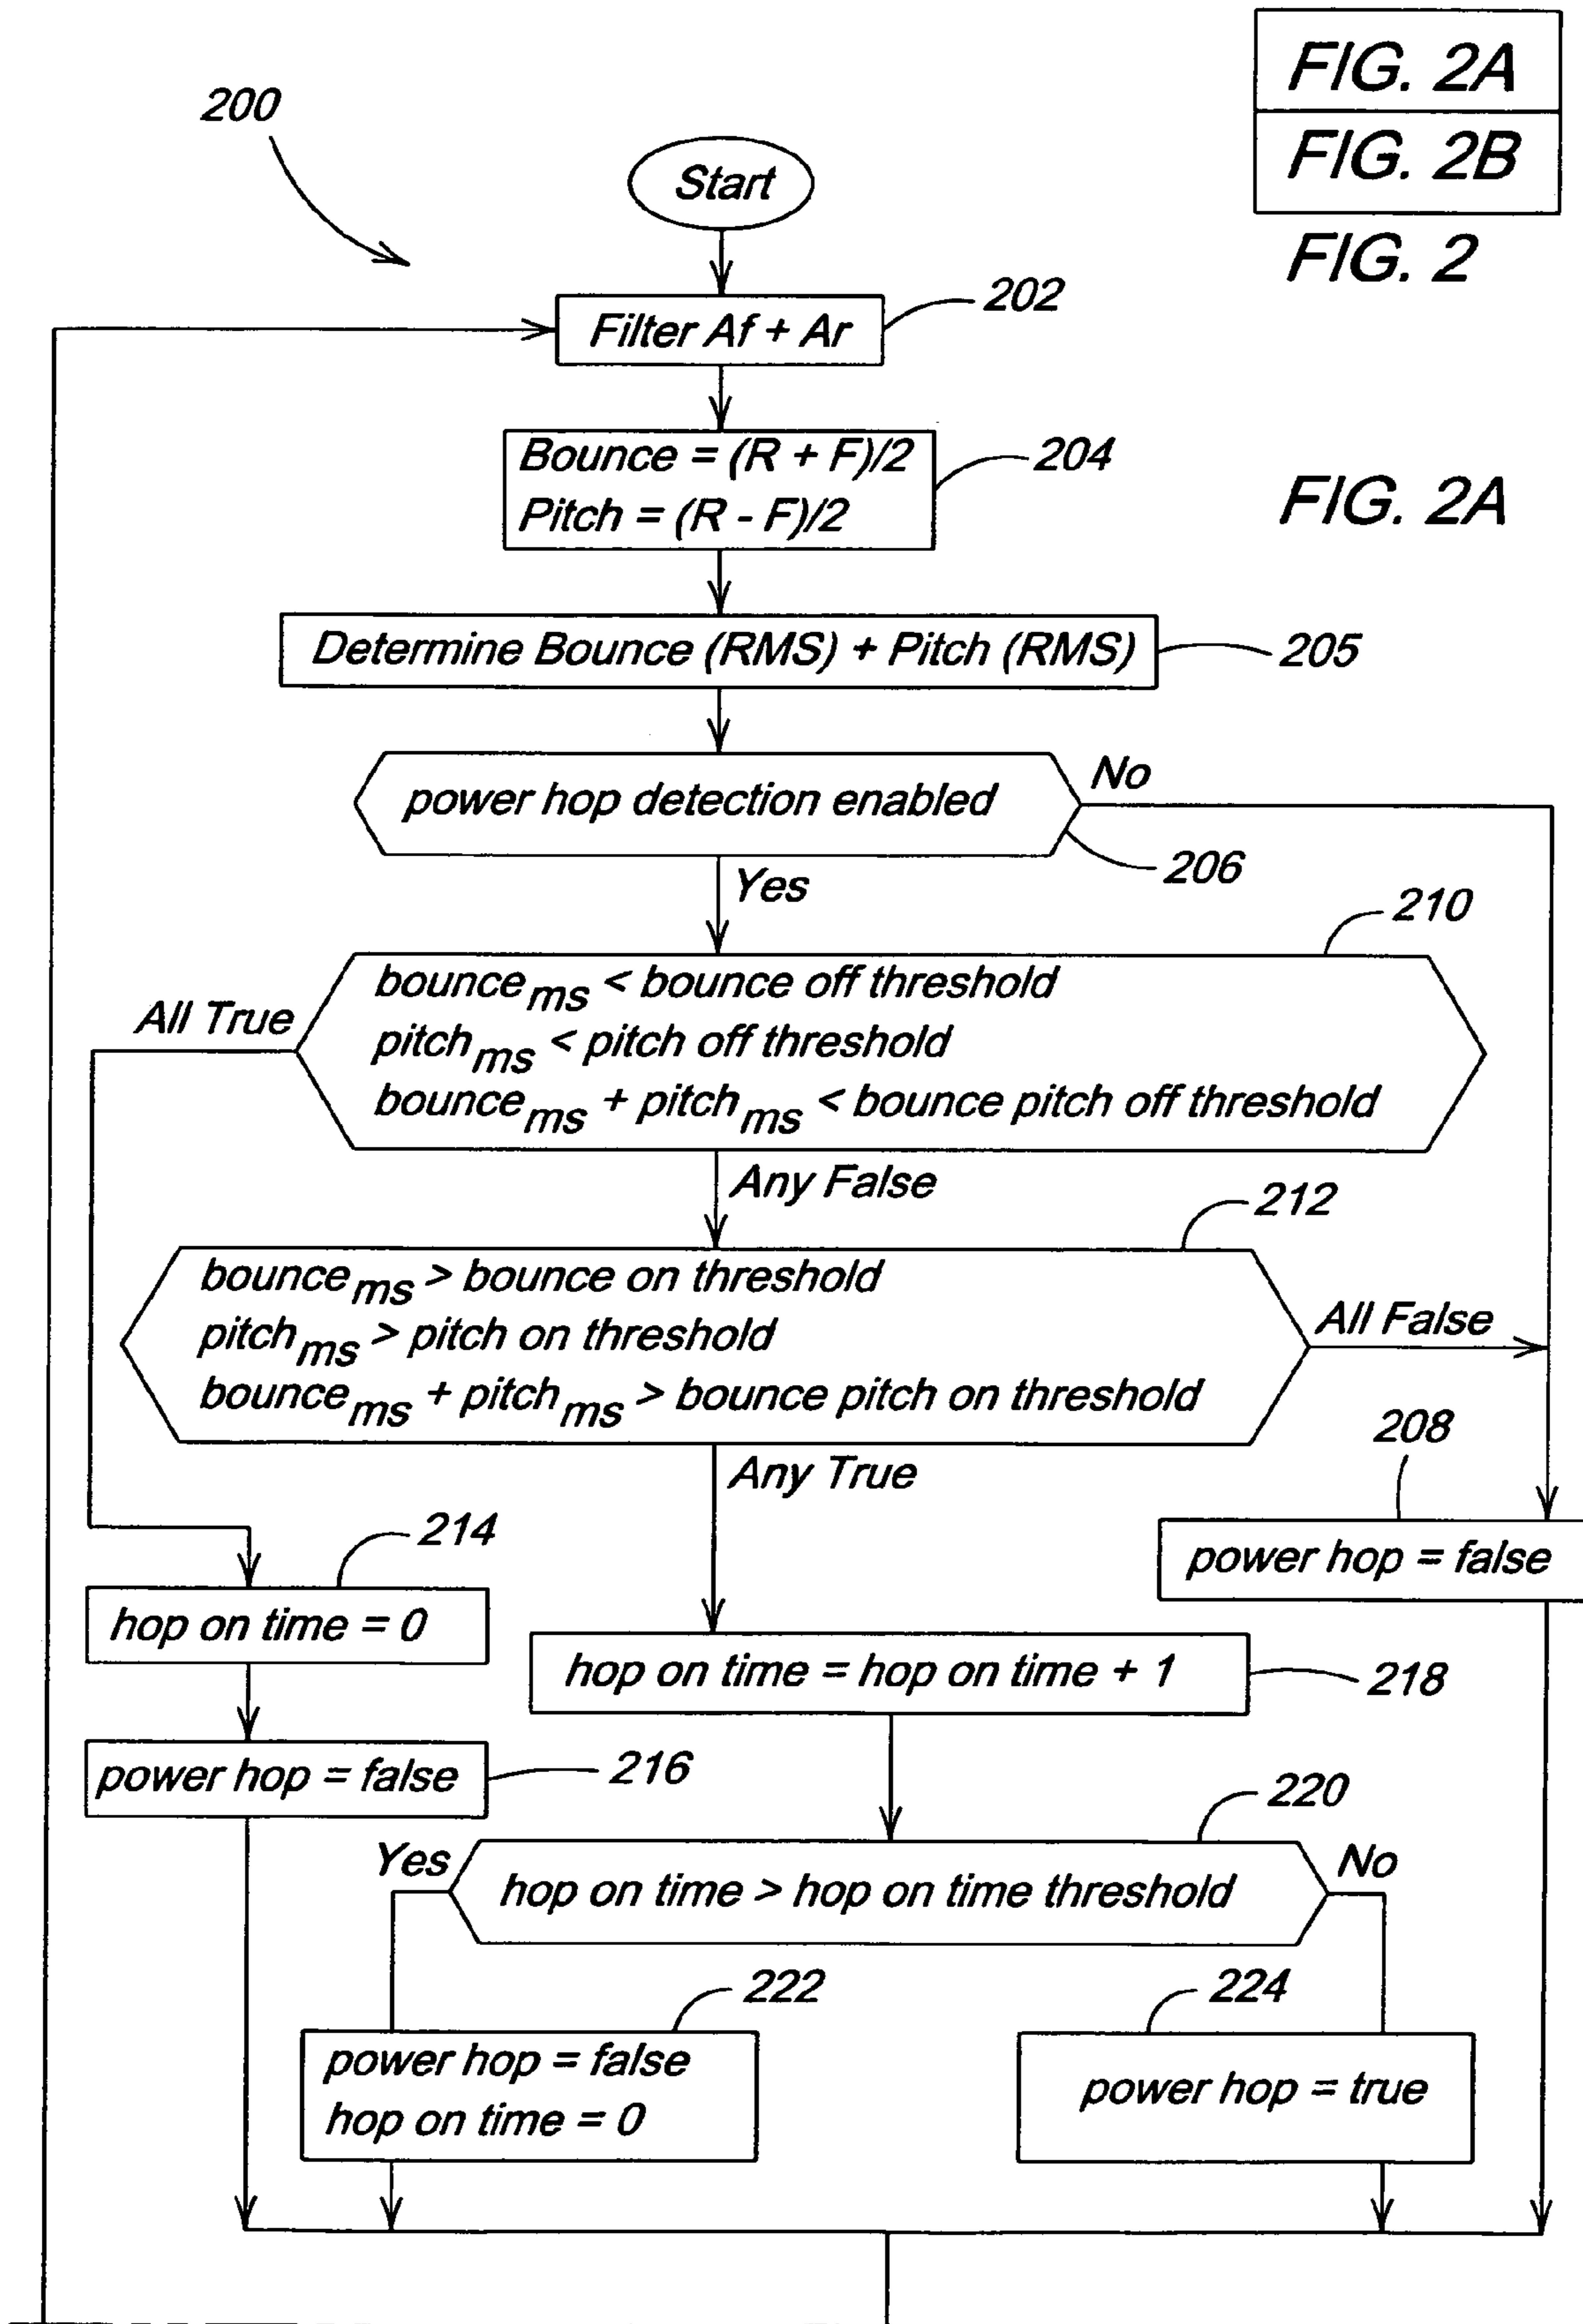 FIG. 2A
FIG. 2B
FIG. 2
200
Start
202
Filter Af + Ar
204
Bounce = (R + F)/2
Pitch = (R - F)/2
FIG. 2A
Determine Bounce (RMS) + Pitch (RMS)
205
power hop detection enabled
No
206
Yes
210
bounce ms < bounce off threshold
pitch ms < pitch off threshold
bounce ms + pitch ms < bounce pitch off threshold
All True
Any False
212
bounce ms > bounce on threshold
pitch ms > pitch on threshold
bounce ms + pitch ms > bounce pitch on threshold
All False
Any True
208
power hop = false
214
hop on time = 0
hop on time = hop on time + 1
218
power hop = false
216
220
Yes
hop on time > hop on time threshold
No
222
power hop = false
hop on time = 0
224
power hop = true